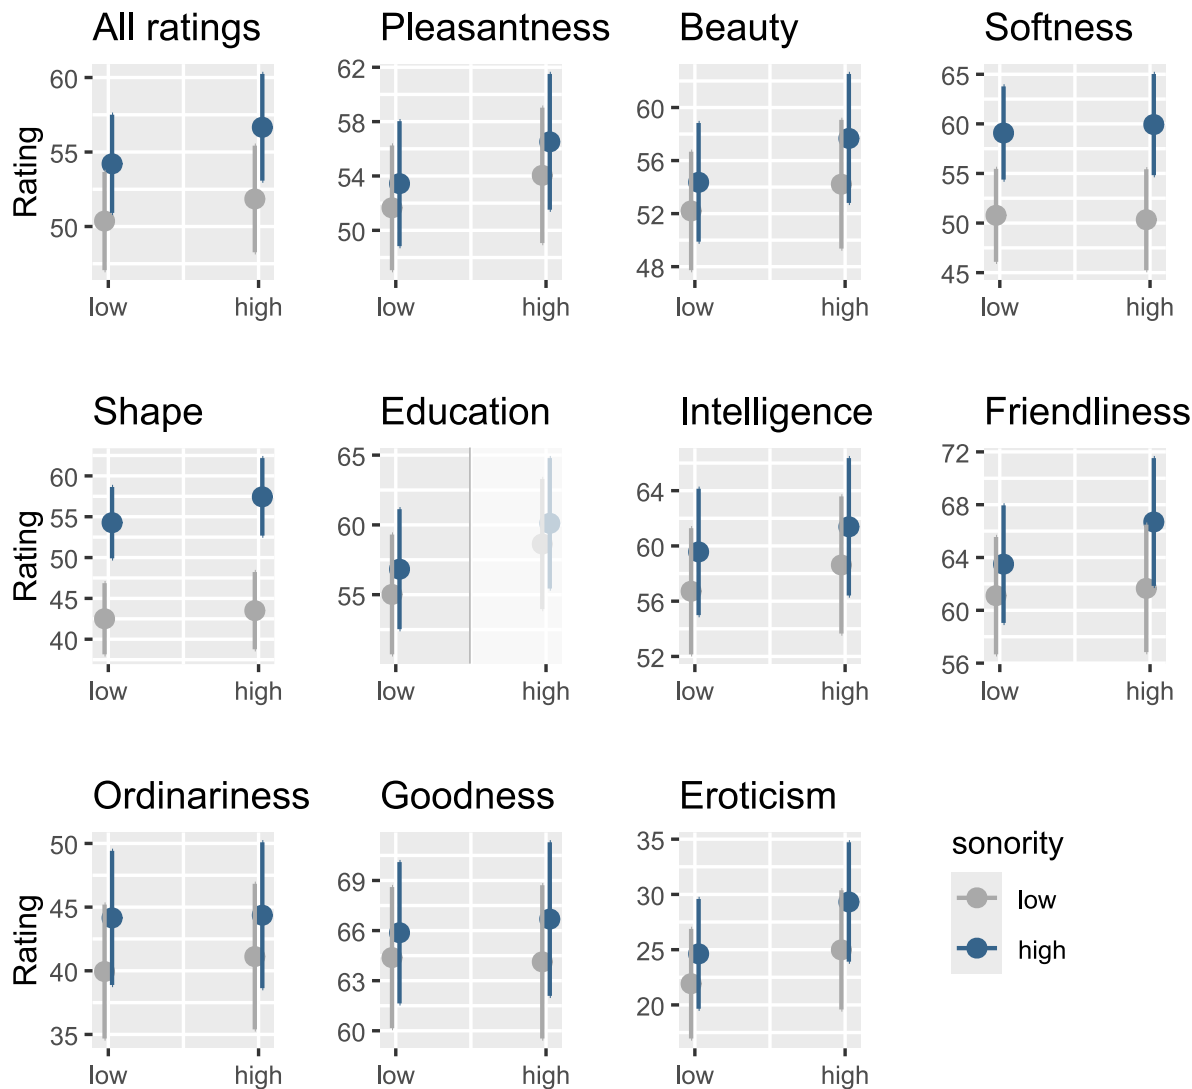 All ratings
Pleasantness
Beauty
Softness
Rating
60
55
50
low
high
62
58
54
50
low
high
60
56
52
48
low
high
65
60
55
50
45
low
high
Shape
Education
Intelligence
Friendliness
Rating
60
55
50
45
40
low
high
65
60
55
low
high
64
60
56
52
low
high
72
68
64
60
56
low
high
Ordinariness
Goodness
Eroticism
Rating
50
45
40
35
low
high
69
66
63
60
low
high
35
30
25
20
low
high
sonority
low
high